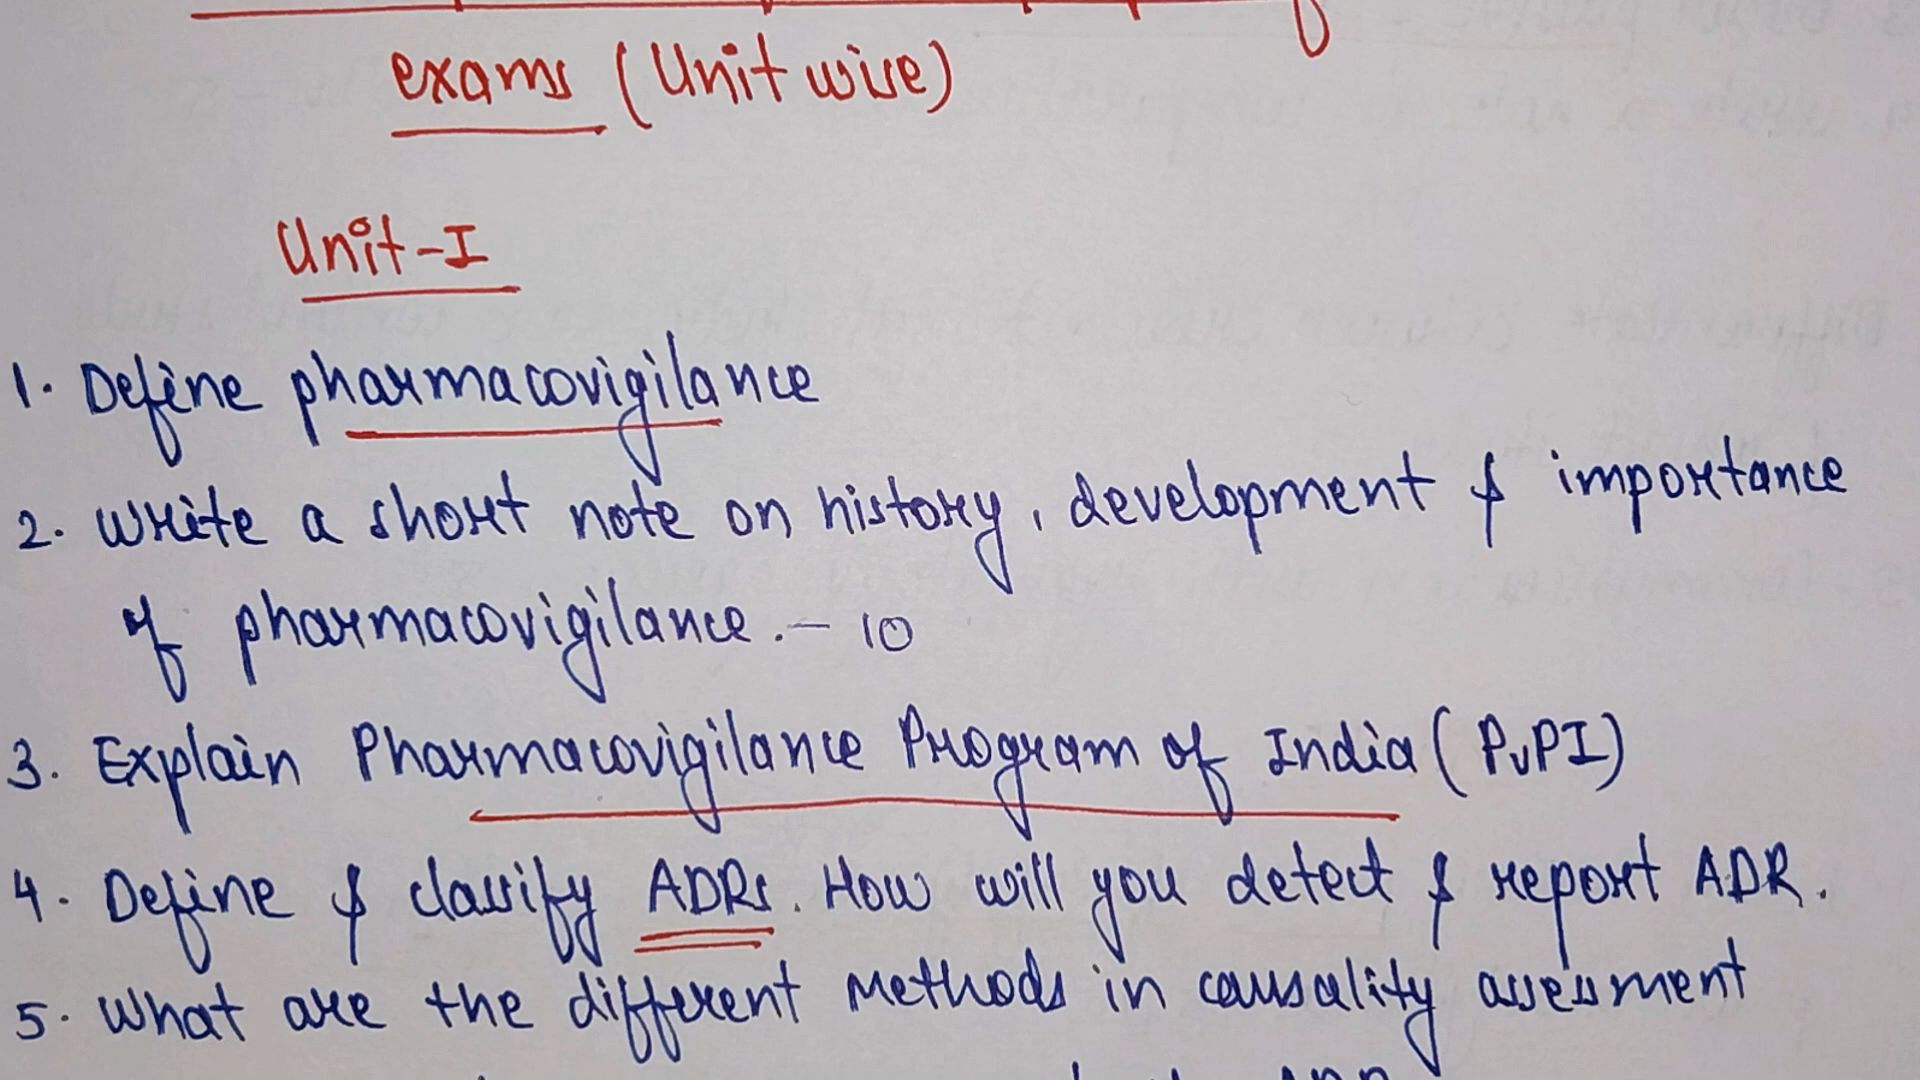 exams (Unit wise)
Unit-I
1. Define pharmacovigilance
2. Write a short note on history, development & importance
of pharmacovigilance. - 10
3. Explain Pharmacovigilance Program of India (PvPI)
4. Define & classify ADRs. How will you detect & report ADR.
5. What are the different methods in causality assessment